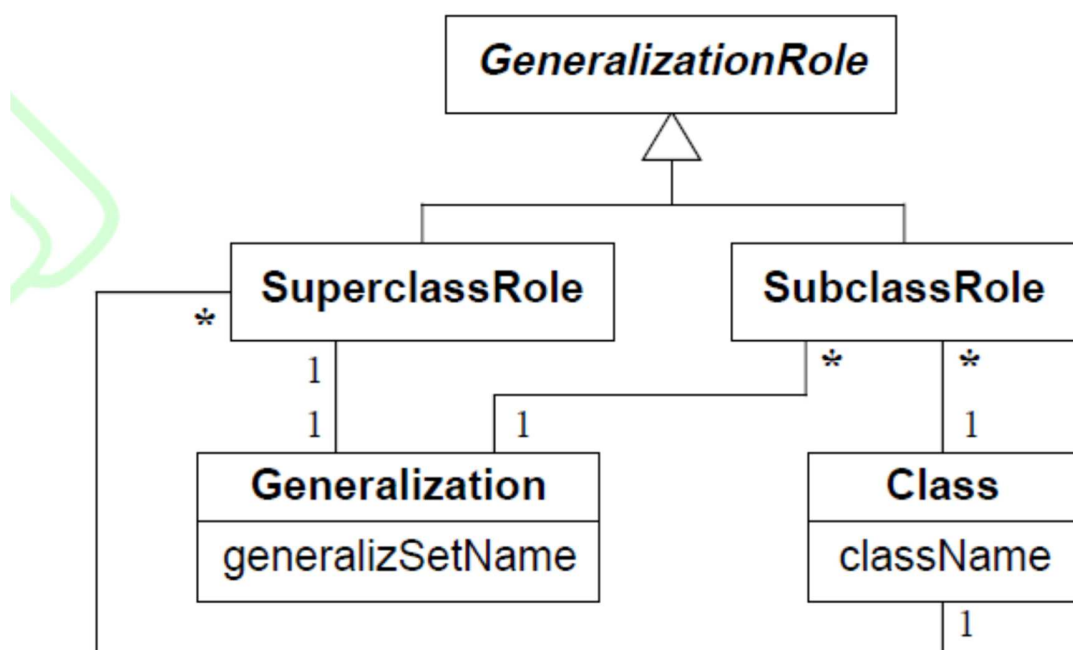 GeneralizationRole
SuperclassRole
SubclassRole
*
*
*
1
1
1
1
Generalization
Class
generalizSetName
className
1